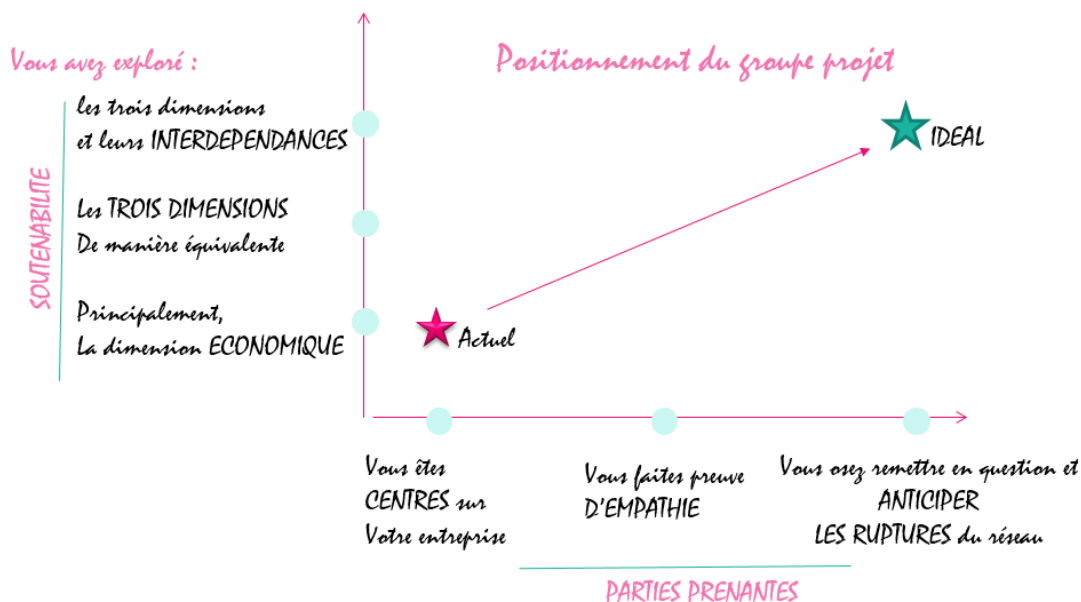 Positionnement du groupe projet
Vous avez exploré :
les trois dimensions
et leurs INTERDEPENDANCES
IDEAL
SOUTENABILITE
Les TROIS DIMENSIONS
De manière équivalente
Principalement,
La dimension ECONOMIQUE
Actuel
Vous êtes
CENTRES sur
Votre entreprise
Vous faites preuve
D'EMPATHIE
Vous osez remettre en question et
ANTICIPER
LES RUPTURES du réseau
PARTIES PRENANTES